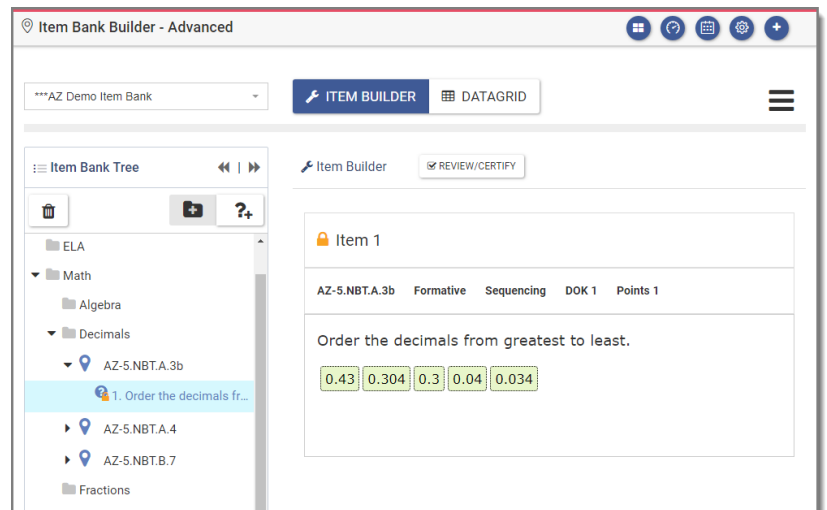 Item Bank Builder - Advanced
***AZ Demo Item Bank
ITEM BUILDER
DATAGRID
Item Bank Tree
|
?+
ELA
Math
Algebra
Decimals
AZ-5.NBT.A.3b
1. Order the decimals fr...
AZ-5.NBT.A.4
AZ-5.NBT.B.7
Fractions
Item Builder
REVIEW/CERTIFY
Item 1
AZ-5.NBT.A.3b Formative Sequencing DOK 1 Points 1
Order the decimals from greatest to least.
0.43 0.304 0.3 0.04 0.034